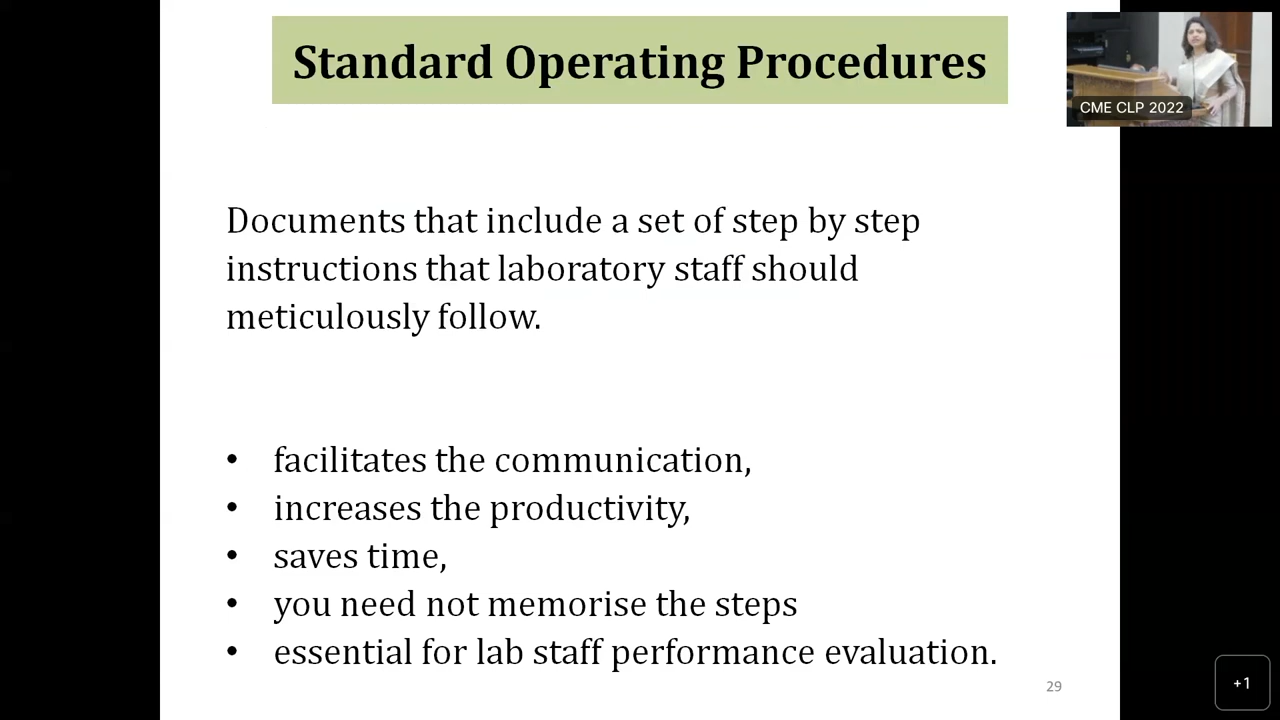 Standard Operating Procedures
CME CLP 2022
Documents that include a set of step by step
instructions that laboratory staff should
meticulously follow.
• facilitates the communication,
• increases the productivity,
• saves time,
• you need not memorise the steps
• essential for lab staff performance evaluation.
29
+1